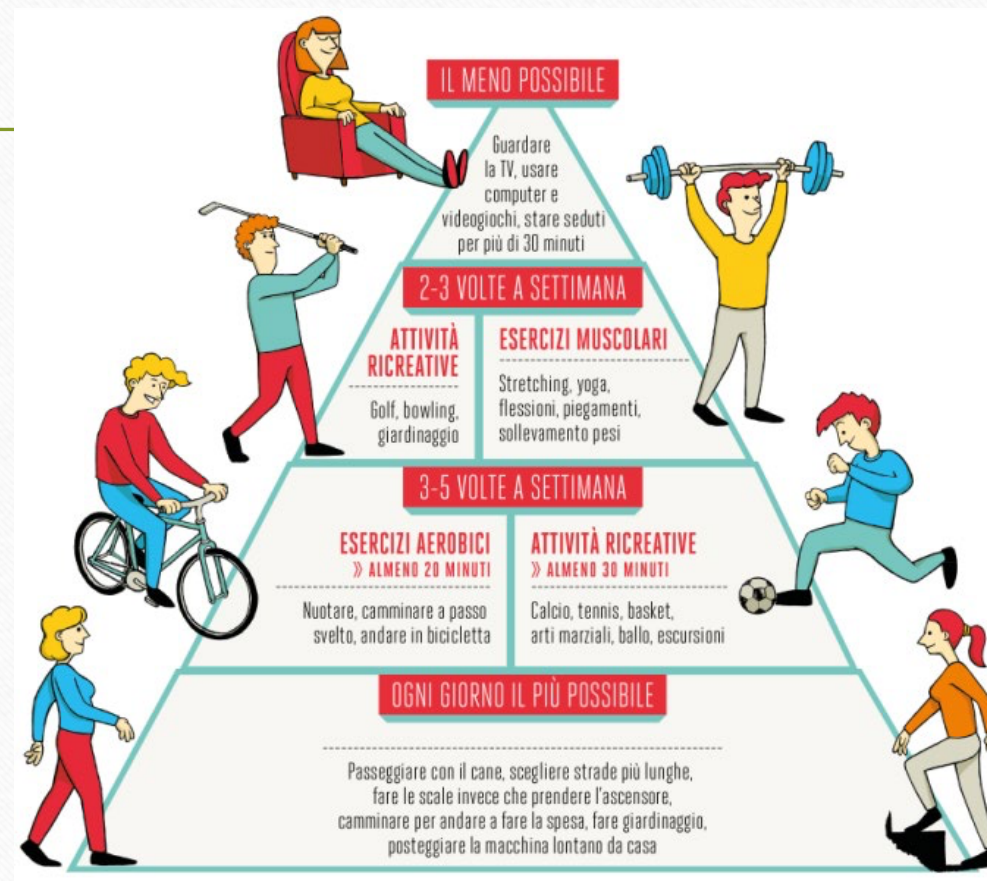 IL MENO POSSIBILE
Guardare
la TV, usare
computer e
videogiochi, stare seduti
per più di 30 minuti
2-3 VOLTE A SETTIMANA
ATTIVITÀ
RICREATIVE
Golf, bowling,
giardinaggio
ESERCIZI MUSCOLARI
Stretching, yoga,
flessioni, piegamenti,
sollevamento pesi
3-5 VOLTE A SETTIMANA
ESERCIZI AEROBICI
» ALMENO 20 MINUTI
Nuotare, camminare a passo
svelto, andare in bicicletta
ATTIVITÀ RICREATIVE
» ALMENO 30 MINUTI
Calcio, tennis, basket,
arti marziali, ballo, escursioni
OGNI GIORNO IL PIÙ POSSIBILE
Passeggiare con il cane, scegliere strade più lunghe,
fare le scale invece che prendere l'ascensore,
camminare per andare a fare la spesa, fare giardinaggio,
posteggiare la macchina lontano da casa